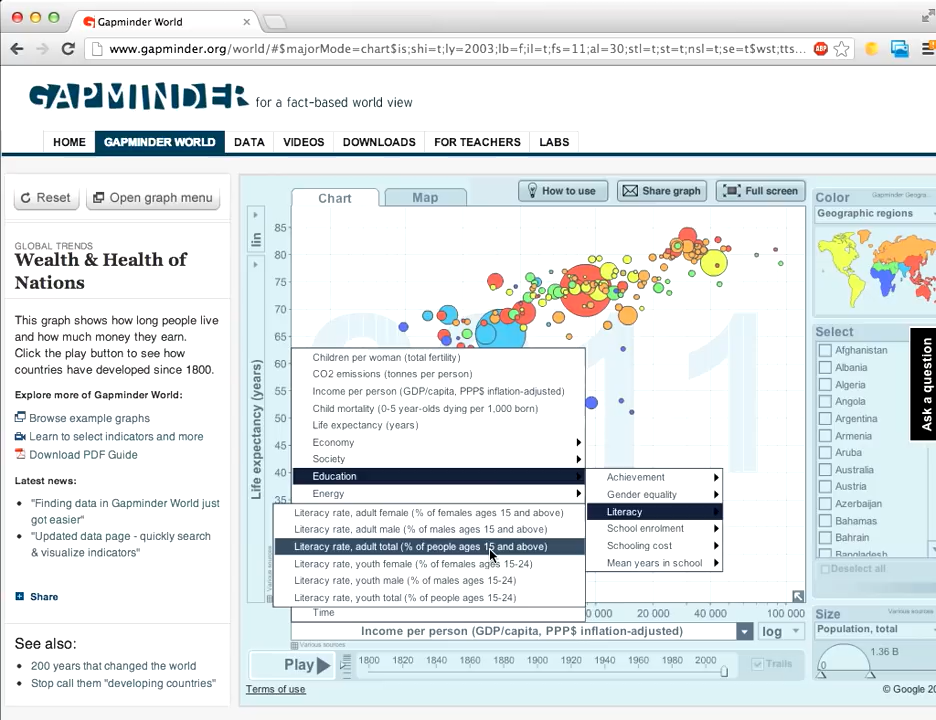 Gapminder World
www.gapminder.org/world/#$majorMode=chart$is;shi=t;ly=2003;lb=f;il=t;fs=11;al=30;stl=t;st=t;nsl=t;se=t$wst;tts...
ABP
GAPMINDER for a fact-based world view
HOME GAPMINDER WORLD DATA VIDEOS DOWNLOADS FOR TEACHERS LABS
Reset Open graph menu
GLOBAL TRENDS
Wealth & Health of
Nations
This graph shows how long people live
and how much money they earn.
Click the play button to see how
countries have developed since 1800.
Explore more of Gapminder World:
Browse example graphs
Learn to select indicators and more
Download PDF Guide
Latest news:
"Finding data in Gapminder World just
got easier"
"Updated data page - quickly search
& visualize indicators"
Share
See also:
200 years that changed the world
Stop call them "developing countries"
Chart Map
How to use Share graph Full screen
lin
Life expectancy (years)
85
80
75
70
65
60
55
50
45
40
35
Children per woman (total fertility)
CO2 emissions (tonnes per person)
Income per person (GDP/capita, PPP$ inflation-adjusted)
Child mortality (0-5 year-olds dying per 1,000 born)
Life expectancy (years)
Economy
Society
Education
Energy
Literacy rate, adult female (% of females ages 15 and above)
Literacy rate, adult male (% of males ages 15 and above)
Literacy rate, adult total (% of people ages 15 and above)
Literacy rate, youth female (% of females ages 15-24)
Literacy rate, youth male (% of males ages 15-24)
Literacy rate, youth total (% of people ages 15-24)
Time
Achievement
Gender equality
Literacy
School enrolment
Schooling cost
Mean years in school
100 000
Income per person (GDP/capita, PPP$ inflation-adjusted) log
Various sources
Play 1800 1820 1840 1860 1880 1900 1920 1940 1960 1980 2000 Trails
Terms of use
Color
Geographic regions
Select
Afghanistan
Albania
Algeria
Angola
Argentina
Armenia
Aruba
Australia
Austria
Azerbaijan
Bahamas
Bahrain
Bangladesh
Deselect all
Size
Population, total
0 1.36 B
Ask a question